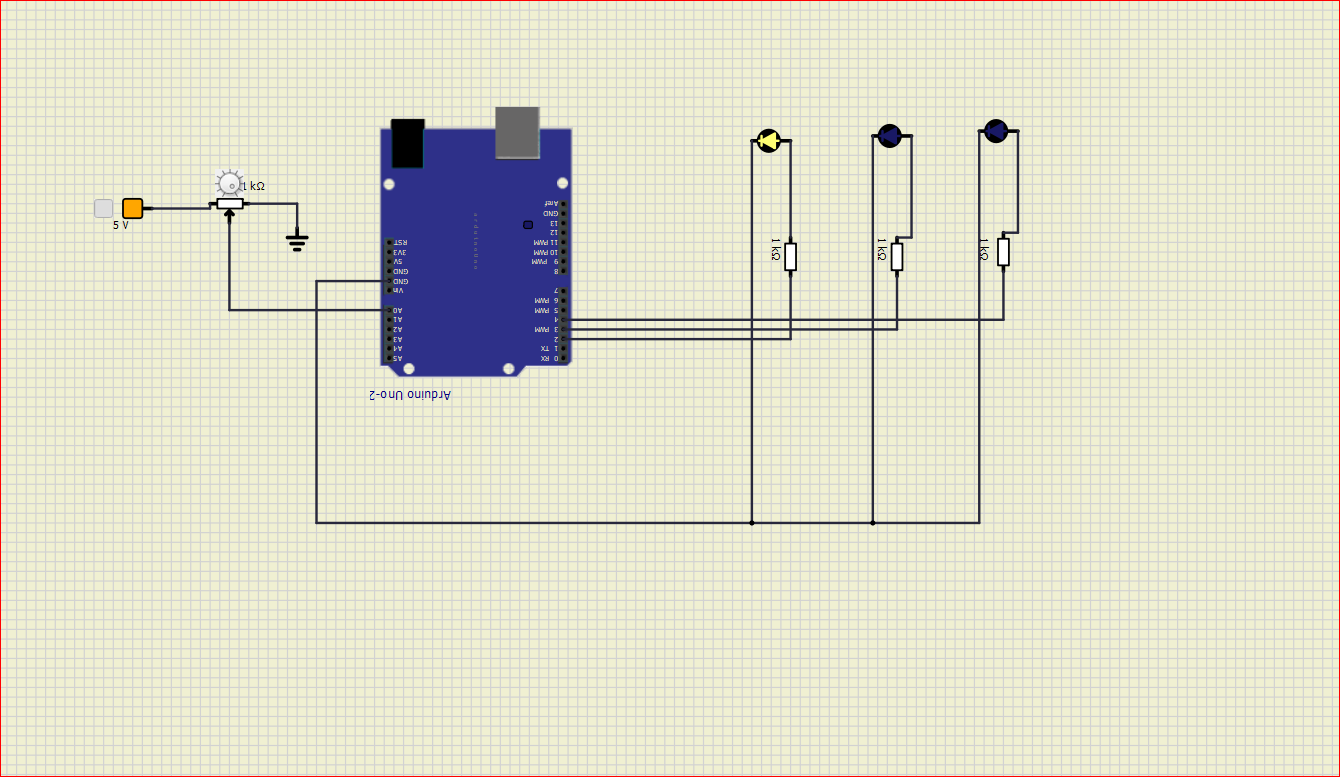 1 kΩ
5 V
Aref
GND
13
12
11 PWM
10 PWM
9 PWM
8
7
6 PWM
5 PWM
4
3 PWM
2
1 TX
0 RX
RST
3V3
5V
GND
GND
Vin
A0
A1
A2
A3
A4
A5
Arduino Uno-2
1 kΩ
1 kΩ
1 kΩ